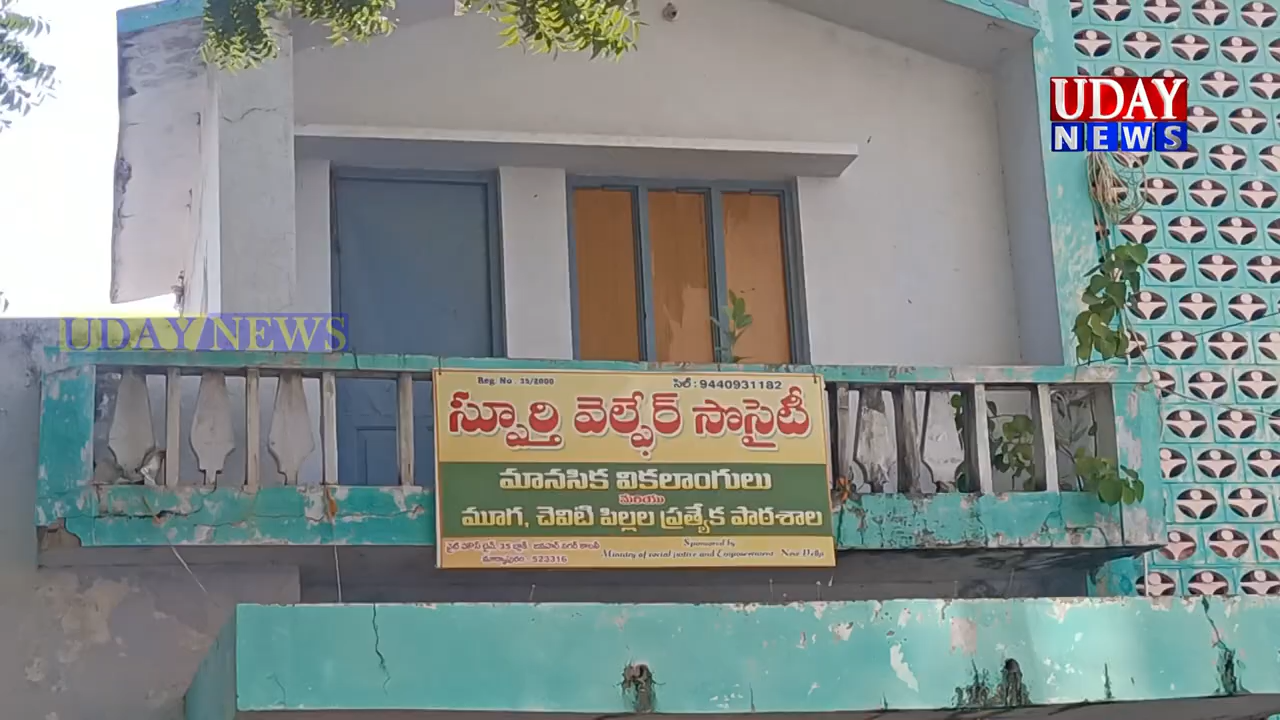 UDAY
NEWS
UDAY NEWS
Reg. No. 35/2000 సెల్ : 9440931182
స్ఫూర్తి వెల్ఫేర్ సొసైటీ
మానసిక వికలాంగులు
మరియు
మూగ, చెవిటి పిల్లల ప్రత్యేక పాఠశాల
Sponsored by
Ministry of social justice and Empowerment New Delhi
మార్కాపురం - 523316